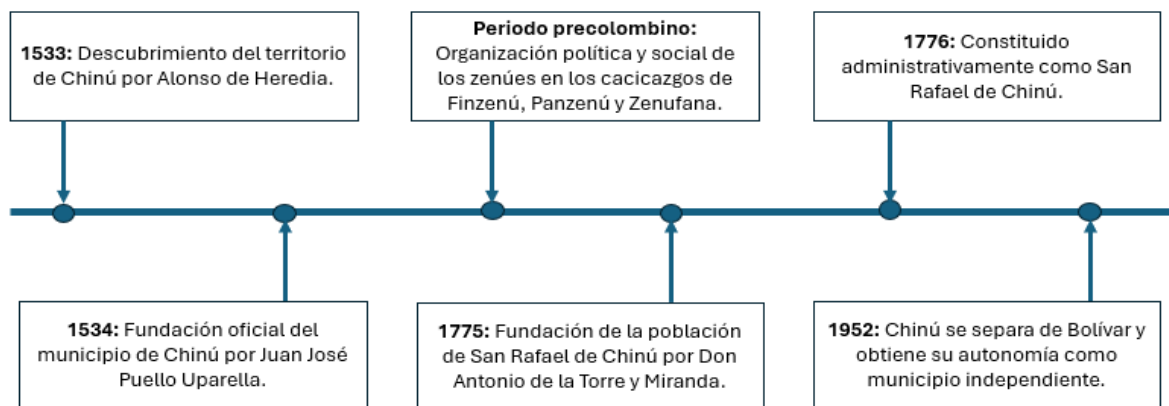 1533: Descubrimiento del territorio
de Chinú por Alonso de Heredia.
Periodo precolombino:
Organización política y social de
los zenúes en los cacicazgos de
Finzenú, Panzenú y Zenufana.
1776: Constituido
administrativamente como San
Rafael de Chinú.
1534: Fundación oficial del
municipio de Chinú por Juan José
Puello Uparella.
1775: Fundación de la población
de San Rafael de Chinú por Don
Antonio de la Torre y Miranda.
1952: Chinú se separa de Bolívar y
obtiene su autonomía como
municipio independiente.